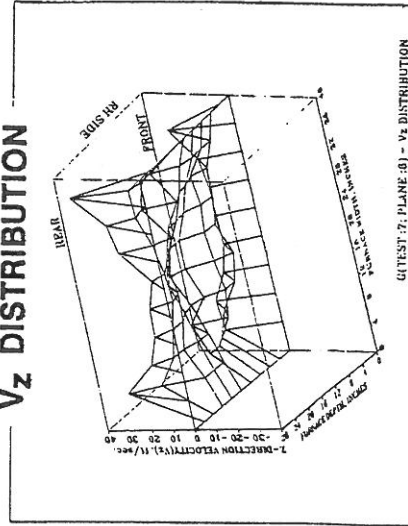 Vz DISTRIBUTION
REAR
RH SIDE
FRONT
Z-DIRECTION VELOCITY(Vz), ft/sec.
40
30
20
10
0
-10
-20
-30
FURNACE DEPTH, INCHES
FURNACE WIDTH, INCHES
G(TEST :7; PLANE :8) - Vz DISTRIBUTION